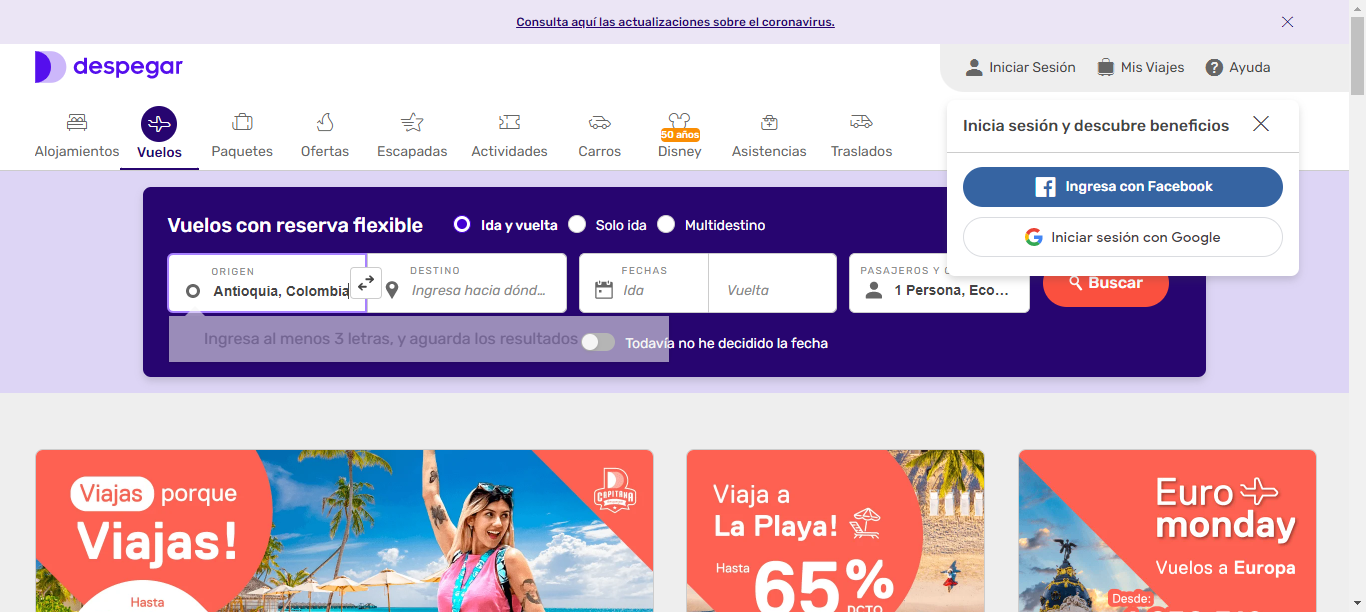 Consulta aquí las actualizaciones sobre el coronavirus.
despegar
Iniciar Sesión
Mis Viajes
Ayuda
Alojamientos
Vuelos
Paquetes
Ofertas
Escapadas
Actividades
Carros
50 años
Disney
Asistencias
Traslados
Inicia sesión y descubre beneficios
Ingresa con Facebook
Iniciar sesión con Google
Vuelos con reserva flexible
Ida y vuelta
Solo ida
Multidestino
ORIGEN
Antioquia, Colombia
DESTINO
Ingresa hacia dónd...
FECHAS
Ida
Vuelta
PASAJEROS Y
1 Persona, Eco...
Buscar
Ingresa al menos 3 letras, y aguarda los resultados
Todavía no he decidido la fecha
Viajas porque
Viajas!
Hasta
CAPITANA
Viaja a
La Playa!
Hasta
65%
DCTO
Euro
monday
Vuelos a Europa
Desde: